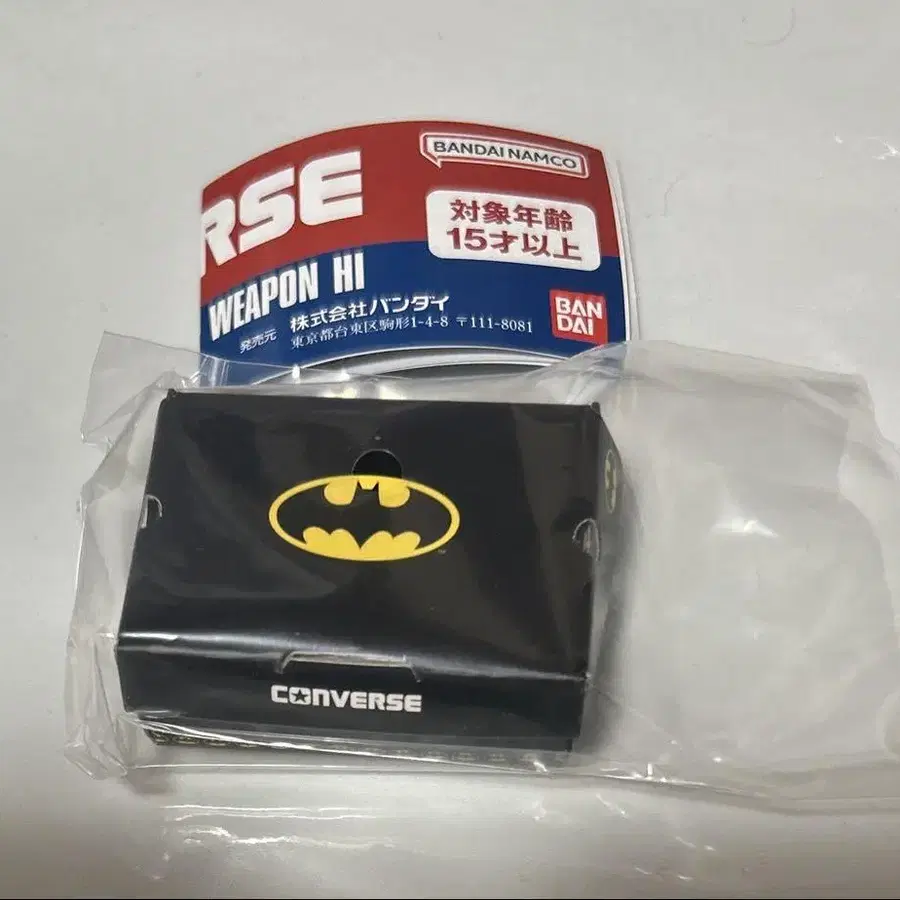 RSE
BANDAI NAMCO
対象年齢
15才以上
WEAPON HI
発売元 株式会社バンダイ
東京都台東区駒形1-4-8 〒111-8081
BAN
DAI
CONVERSE